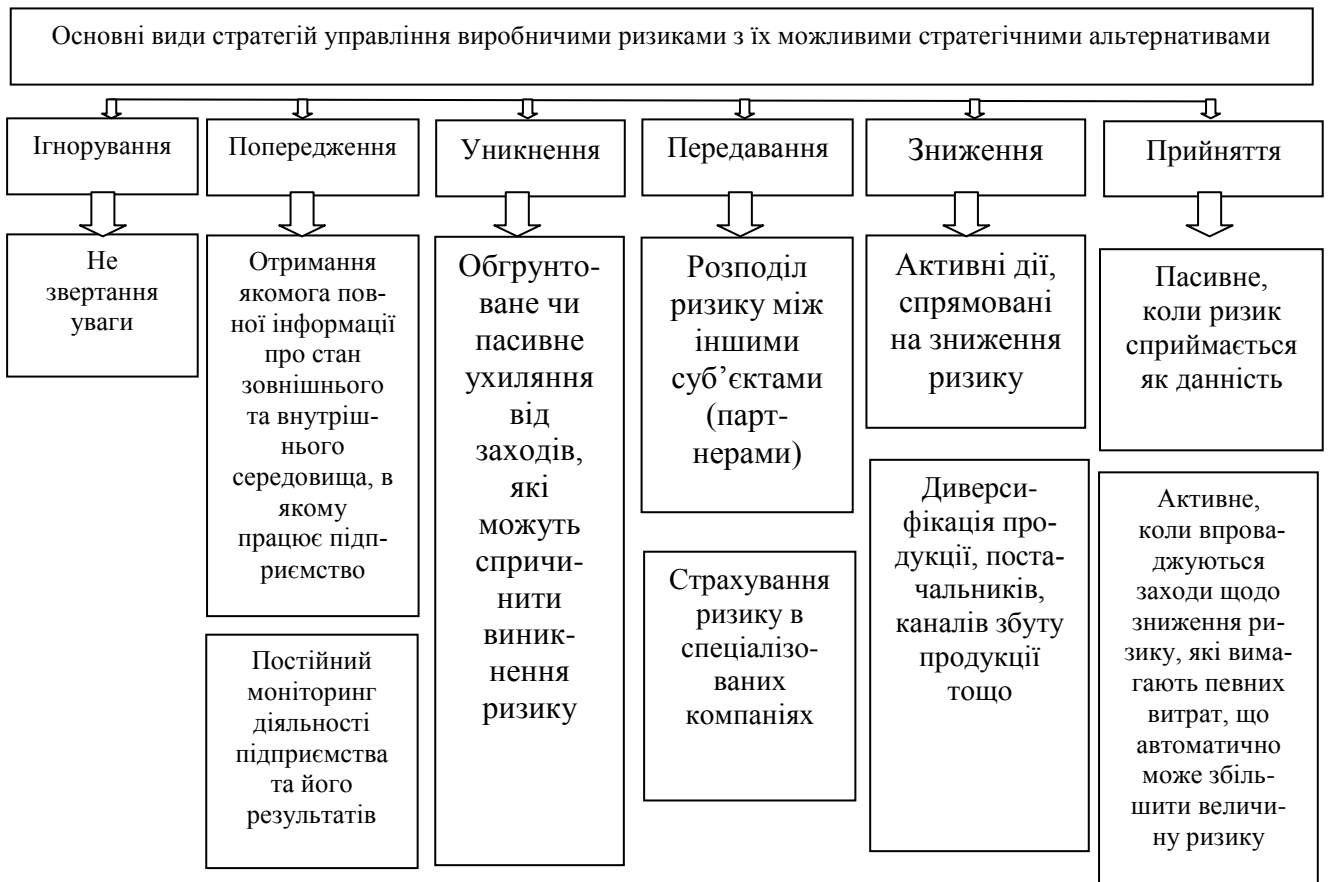 Основні види стратегій управління виробничими ризиками з їх можливими стратегічними альтернативами
Ігнорування
Попередження
Уникнення
Передавання
Зниження
Прийняття
Не
звертання
уваги
Отримання
якомога пов-
ної інформації
про стан
зовнішнього
та внутріш-
нього
середовища, в
якому
працює підп-
риємство
Постійний
моніторинг
діяльності
підприємства
та його
результатів
Обгрунто-
ване чи
пасивне
ухиляння
від
заходів,
які
можуть
спричи-
нити
виник-
нення
ризику
Розподіл
ризику між
іншими
суб’єктами
(парт-
нерами)
Страхування
ризику в
спеціалізо-
ваних
компаніях
Активні дії,
спрямовані
на зниження
ризику
Диверси-
фікація про-
дукції, поста-
чальників,
каналів збуту
продукції
тощо
Пасивне,
коли ризик
сприймається
як данність
Активне,
коли впрова-
джуються
заходи щодо
зниження ри-
зику, які вима-
гають певних
витрат, що
автоматично
може збіль-
шити величи-
ну ризику